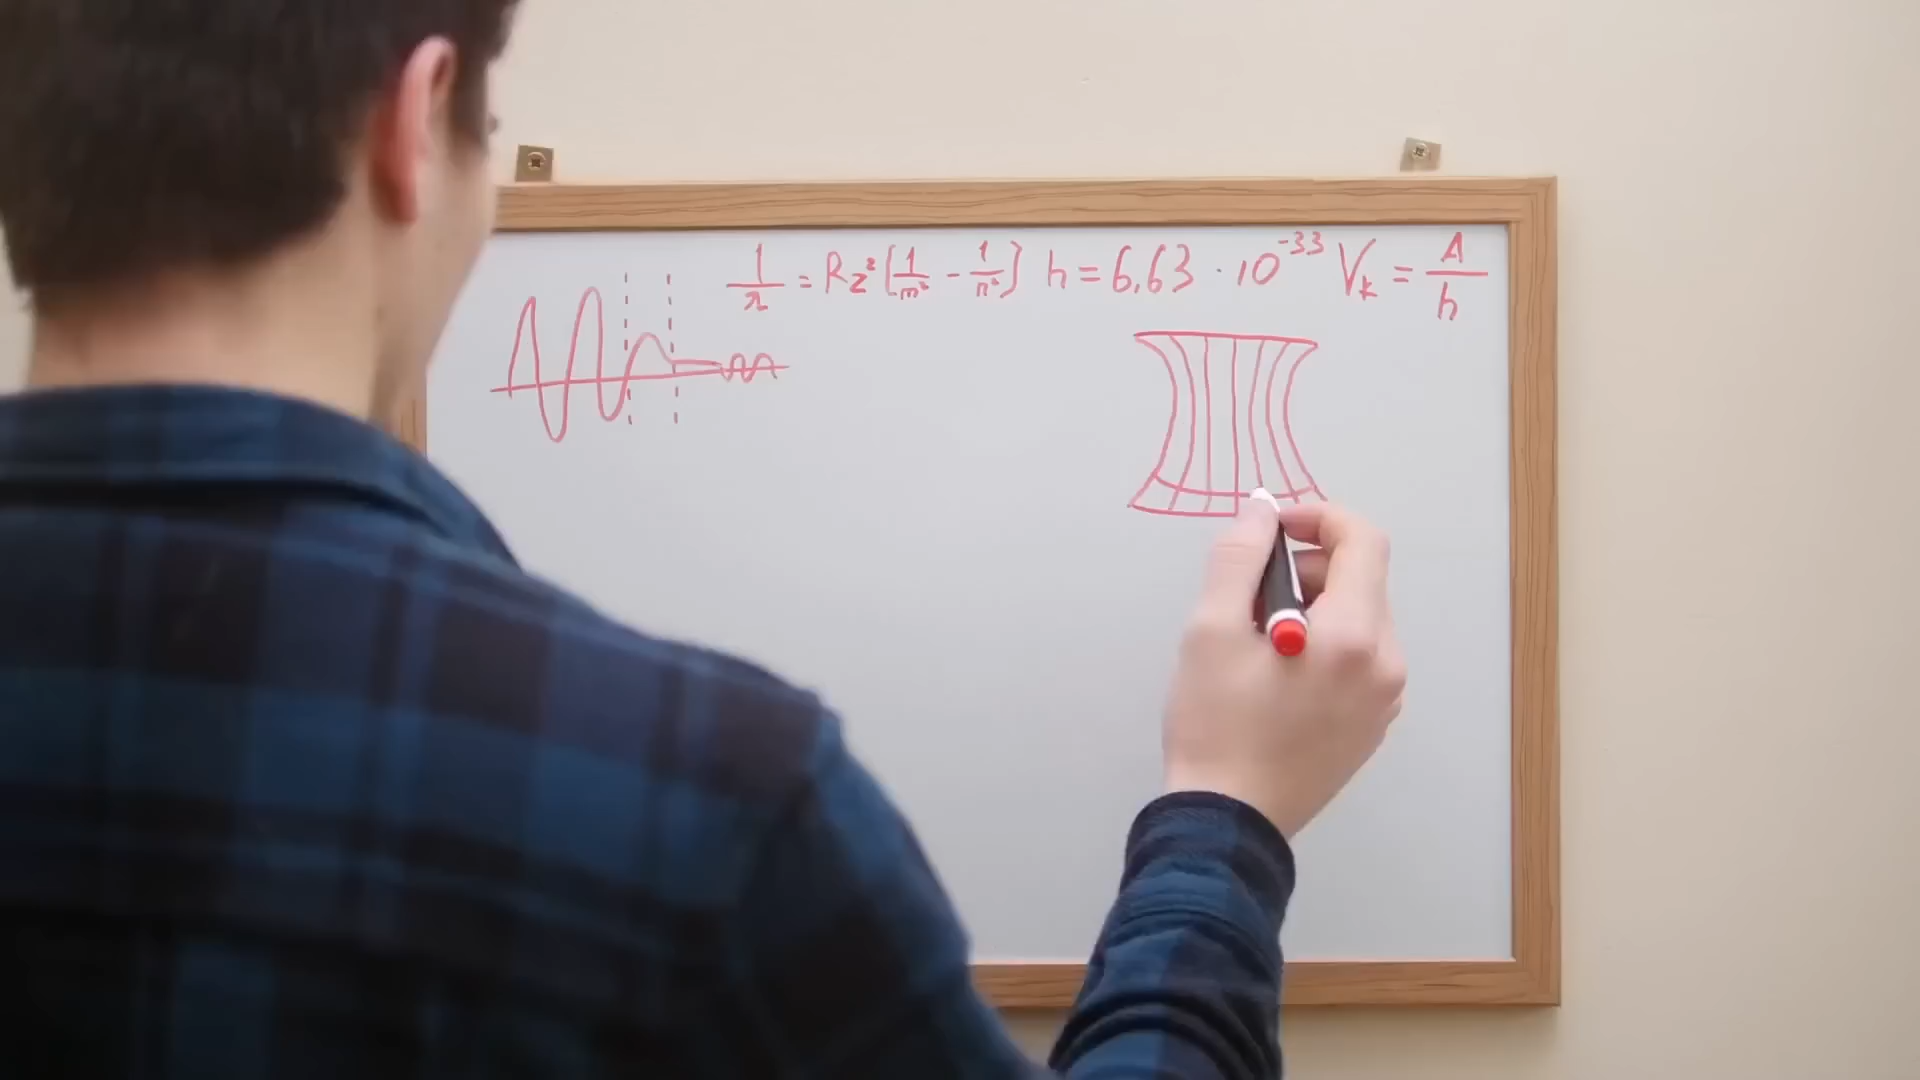 1/λ = Rz²[1/m² - 1/n²] h = 6,63 · 10⁻³³ Vₖ = A/h